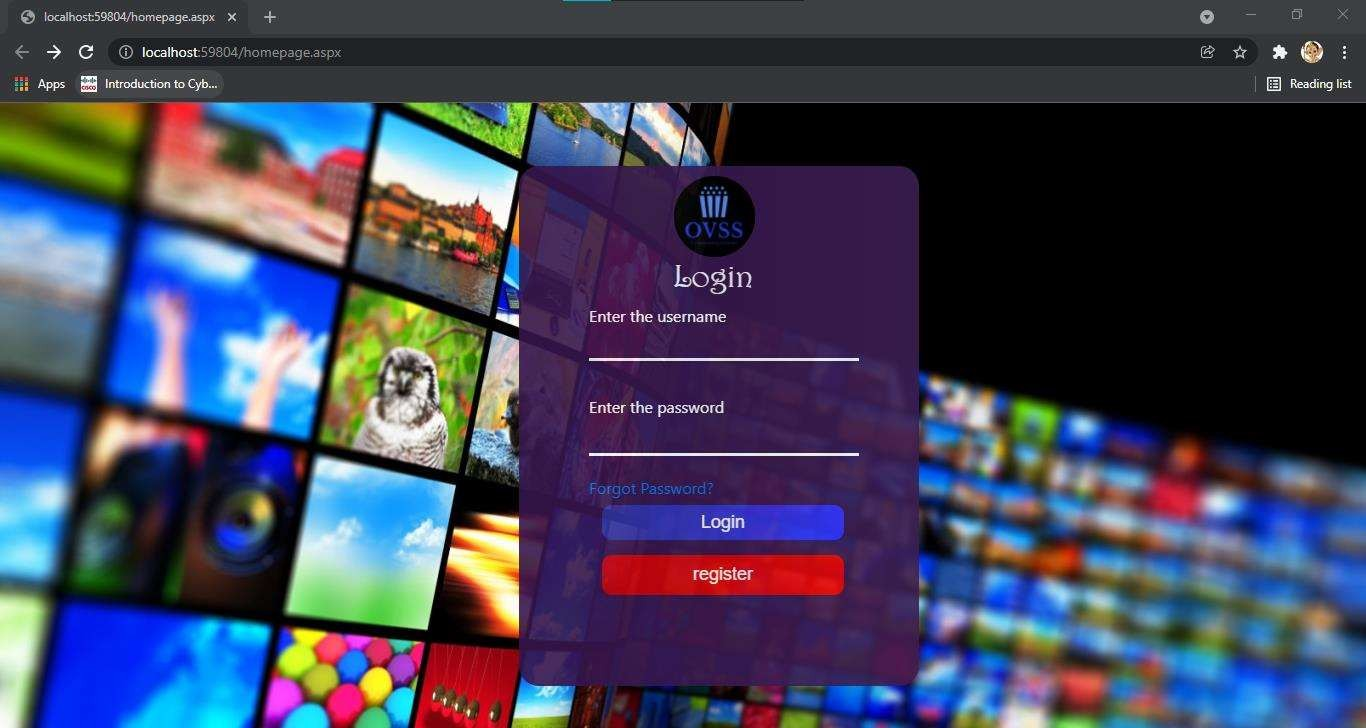 localhost:59804/homepage.aspx
localhost:59804/homepage.aspx
Apps
CISCO
Introduction to Cyb...
Reading list
OVSS
Login
Enter the username
Enter the password
Forgot Password?
Login
register